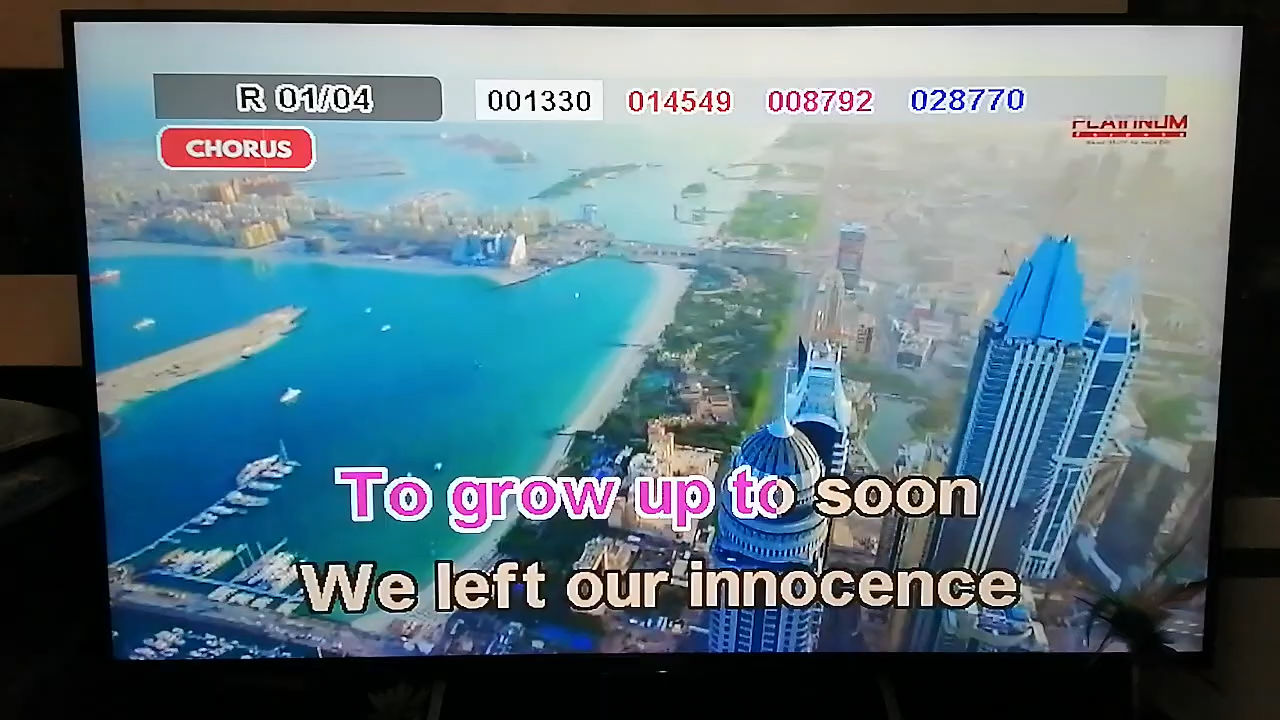 R 01/04 001330 014549 008792 028770
PLATINUM
CHORUS
To grow up to soon
We left our innocence